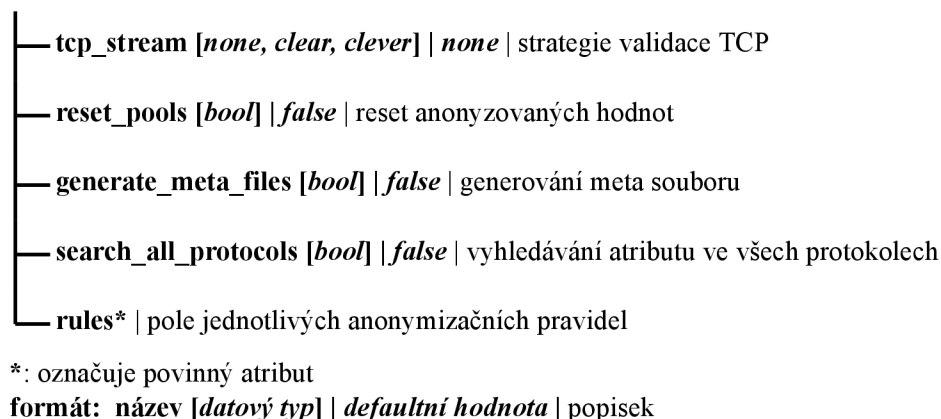 tcp_stream [none, clear, clever] | none | strategie validace TCP
reset_pools [bool] | false | reset anonyzovaných hodnot
generate_meta_files [bool] | false | generování meta souboru
search_all_protocols [bool] | false | vyhledávání atributu ve všech protokolech
rules* | pole jednotlivých anonymizačních pravidel
*: označuje povinný atribut
formát: název [datový typ] | defaultní hodnota | popisek